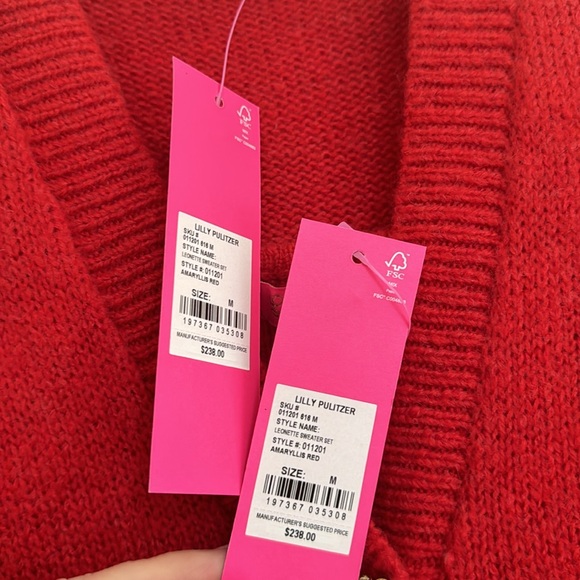 FSC
LILLY PULITZER
SKU #
011201 616 M
STYLE NAME:
LEONETTE SWEATER SET
STYLE #: 011201
AMARYLLIS RED
SIZE: M
197367 035308
MANUFACTURER'S SUGGESTED PRICE
$238.00
FSC
LILLY PULITZER
SKU #
011201 616 M
STYLE NAME:
LEONETTE SWEATER SET
STYLE #: 011201
AMARYLLIS RED
SIZE: M
197367 035308
MANUFACTURER'S SUGGESTED PRICE
$238.00